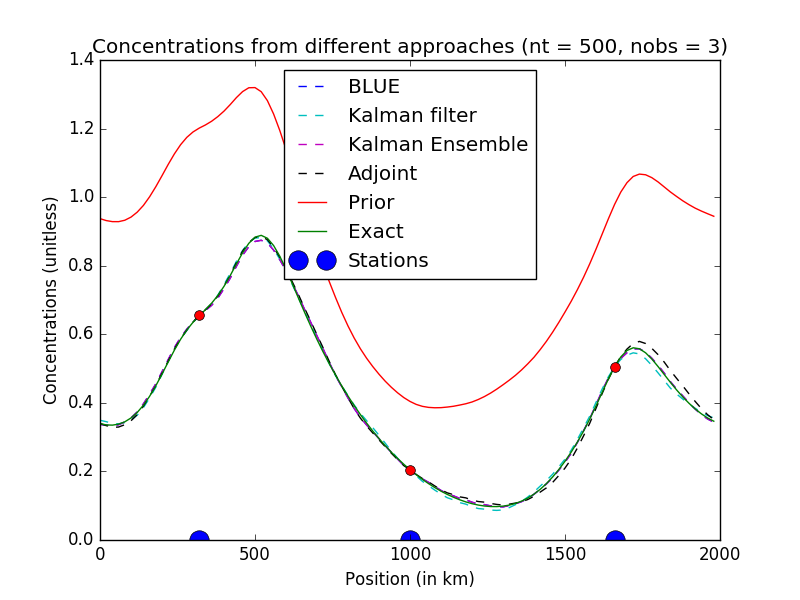 Concentrations from different approaches (nt = 500, nobs = 3)
1.4
1.2
1.0
0.8
0.6
0.4
0.2
0.0
Concentrations (unitless)
BLUE
Kalman filter
Kalman Ensemble
Adjoint
Prior
Exact
Stations
0 500 1000 1500 2000
Position (in km)